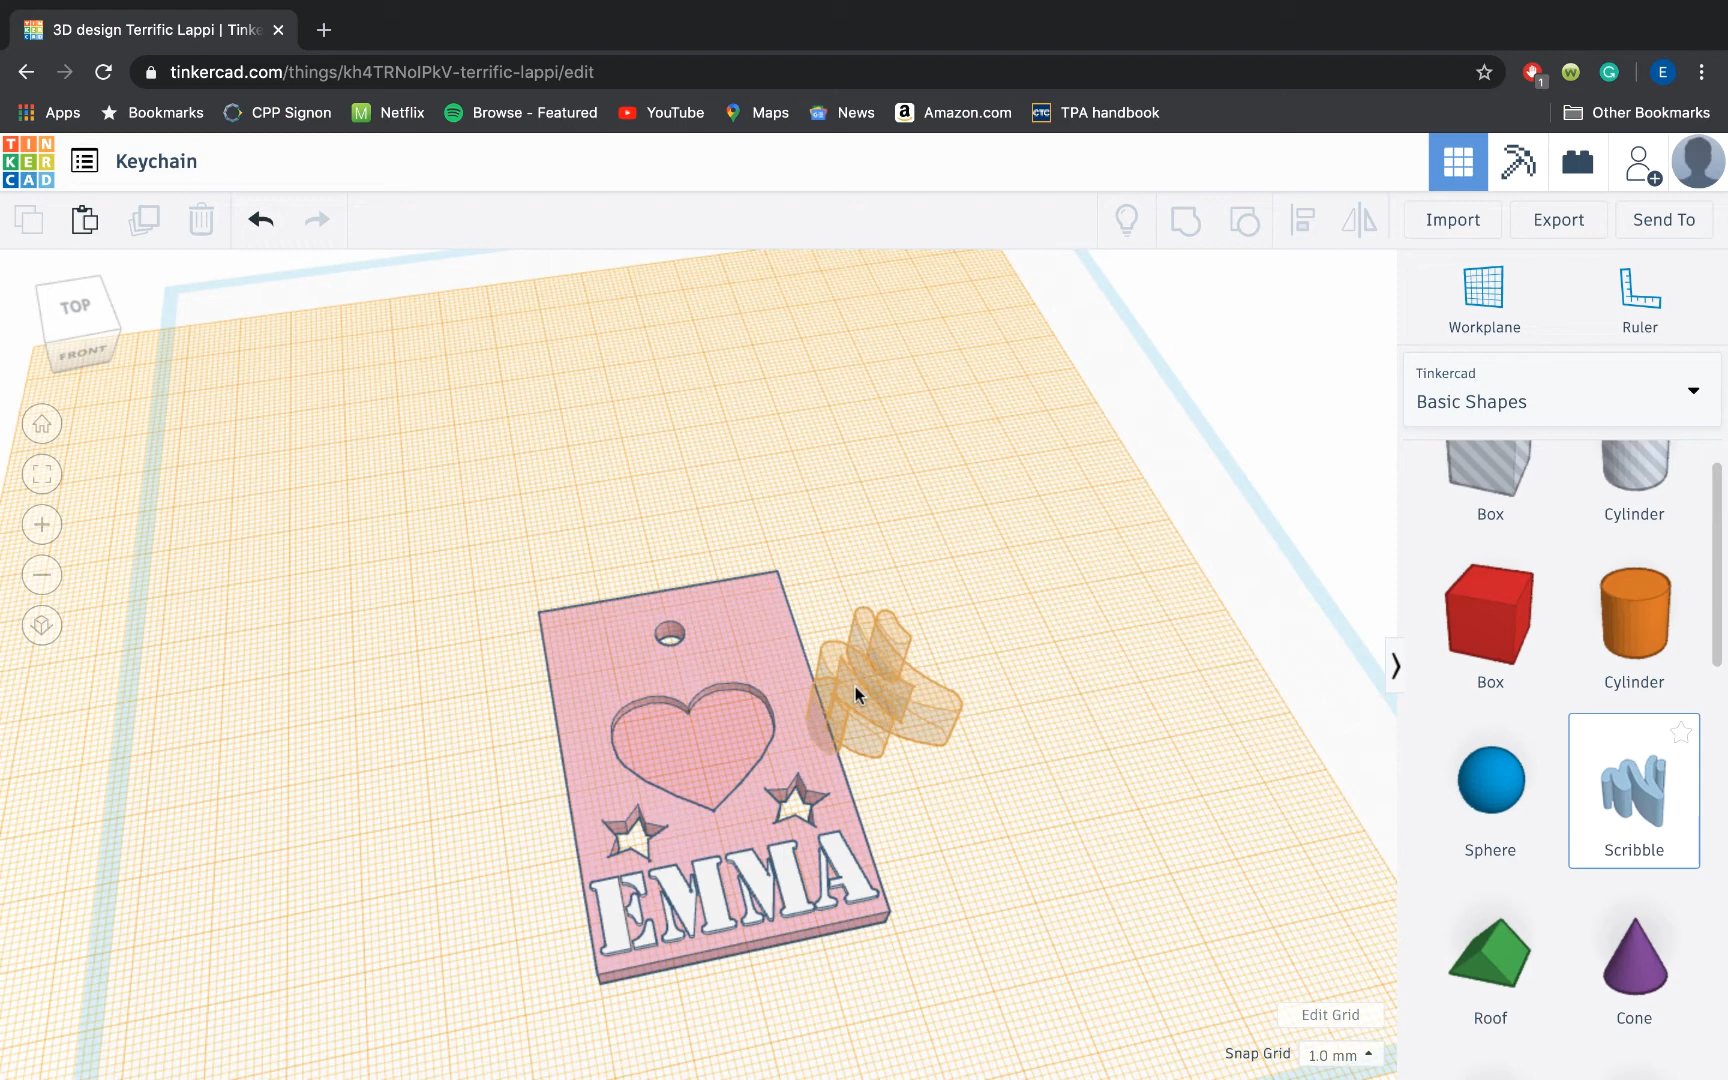 3D design Terrific Lappi | Tinke
tinkercad.com/things/kh4TRNoIPkV-terrific-lappi/edit
1
W
G
E
Apps
Bookmarks
CPP Signon
M
Netflix
Browse - Featured
YouTube
Maps
News
a
Amazon.com
CTC
TPA handbook
Other Bookmarks
TIN
KER
CAD
Keychain
Import
Export
Send To
TOP
FRONT
Workplane
Ruler
Tinkercad
Basic Shapes
Box
Cylinder
Box
Cylinder
Sphere
Scribble
Roof
Cone
EMMA
Edit Grid
Snap Grid 1.0 mm